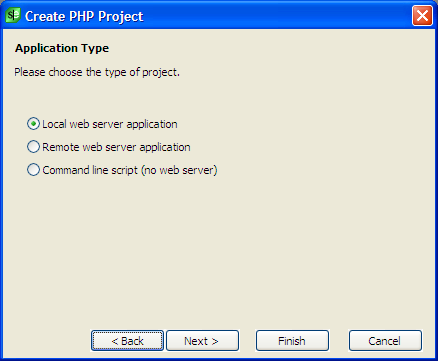 Create PHP Project
Application Type
Please choose the type of project.
Local web server application
Remote web server application
Command line script (no web server)
< Back Next > Finish Cancel